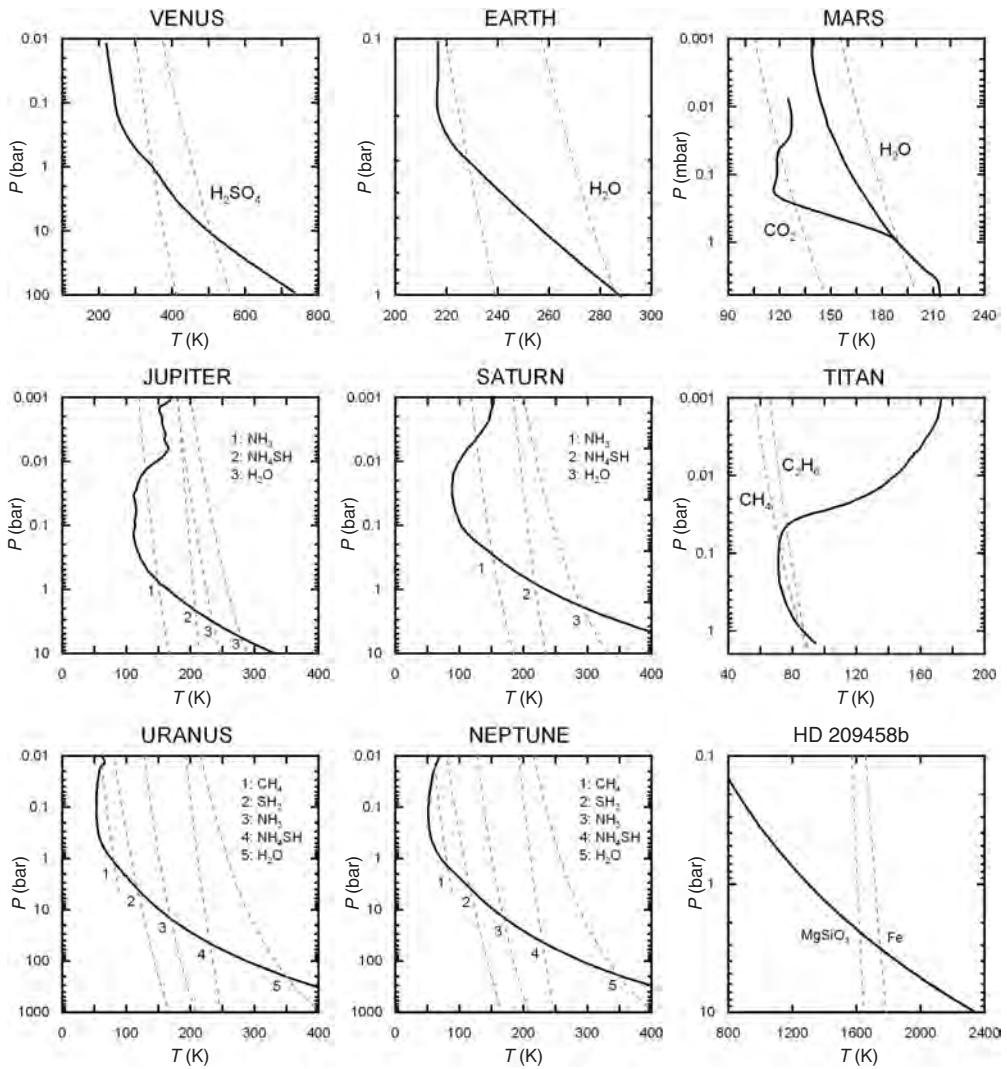 VENUS
0.01
0.1
1
10
100
P (bar)
H₂SO₄
200 400 600 800
T (K)
EARTH
0.1
1
P (bar)
H₂O
200 220 240 260 280 300
T (K)
MARS
0.001
0.01
0.3
1
P (mbar)
H₂O
CO₂
90 120 150 180 210 240
T (K)
JUPITER
0.001
0.01
0.1
1
10
P (bar)
1: NH₃
2: NH₄SH
3: H₂O
1
2
3
3
0 100 200 300 400
T (K)
SATURN
0.001
0.01
0.1
1
10
P (bar)
1: NH₃
2: NH₄SH
3: H₂O
1
2
3
0 100 200 300 400
T (K)
TITAN
0.001
0.01
0.1
1
P (bar)
C₂H₆
CH₄
40 80 120 160 200
T (K)
URANUS
0.01
0.1
1
10
100
1000
P (bar)
1: CH₄
2: SH₂
3: NH₃
4: NH₄SH
5: H₂O
1
2
3
4
5
0 100 200 300 400
T (K)
NEPTUNE
0.01
0.1
1
10
100
1000
P (bar)
1: CH₄
2: SH₂
3: NH₃
4: NH₄SH
5: H₂O
1
2
3
4
5
0 100 200 300 400
T (K)
HD 209458b
0.1
1
10
P (bar)
MgSiO₃
Fe
800 1200 1600 2000 2400
T (K)